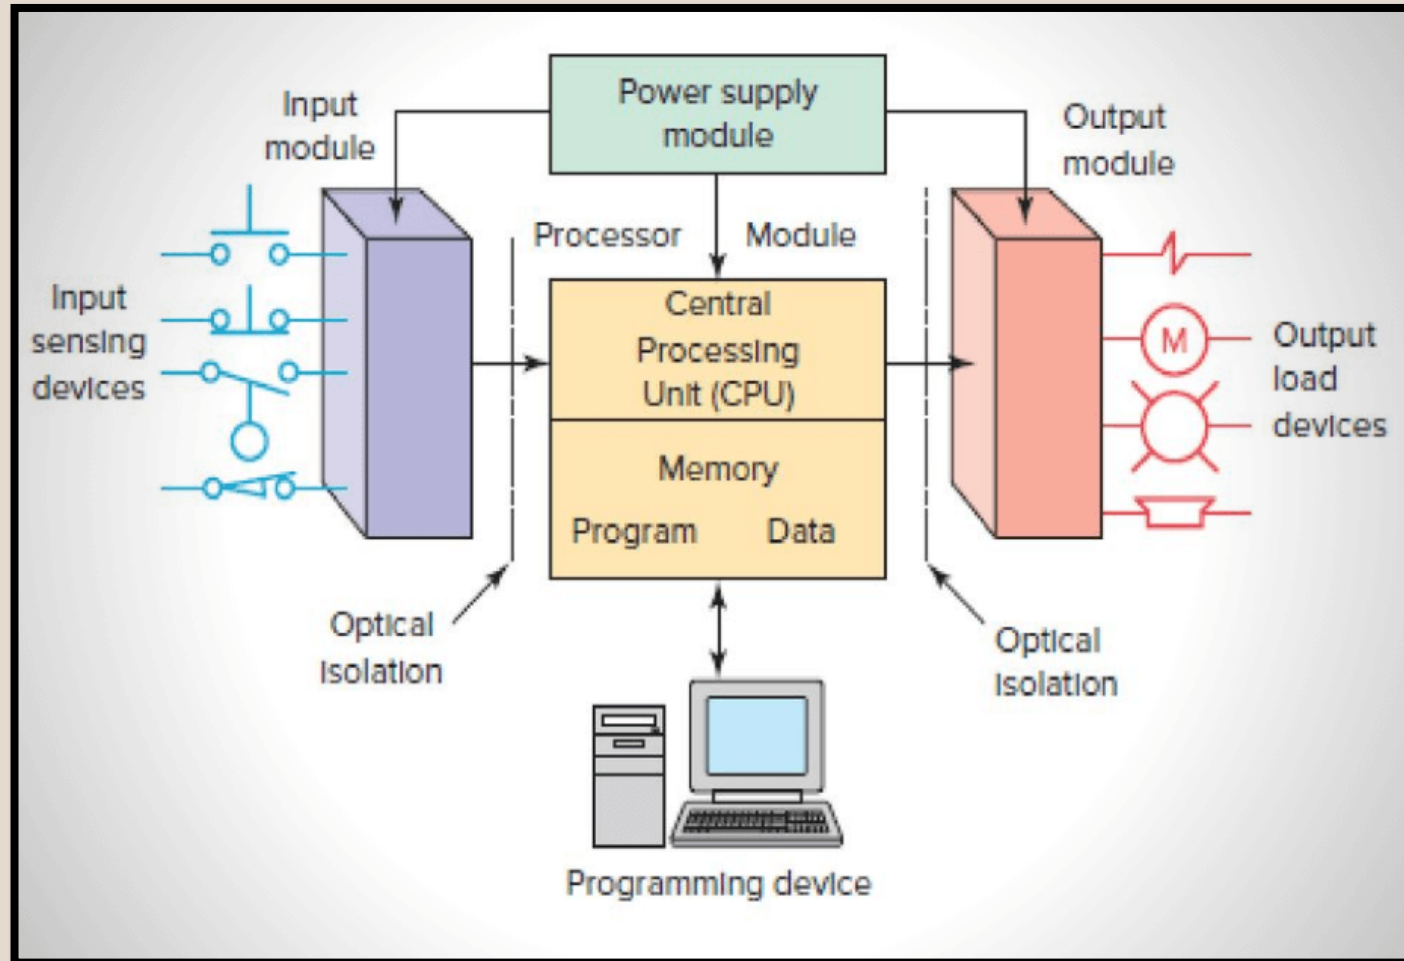 Power supply
module
Input
module
Output
module
Processor Module
Input
sensing
devices
Central
Processing
Unit (CPU)
Memory
Program Data
M
Output
load
devices
Optical
isolation
Optical
isolation
Programming device